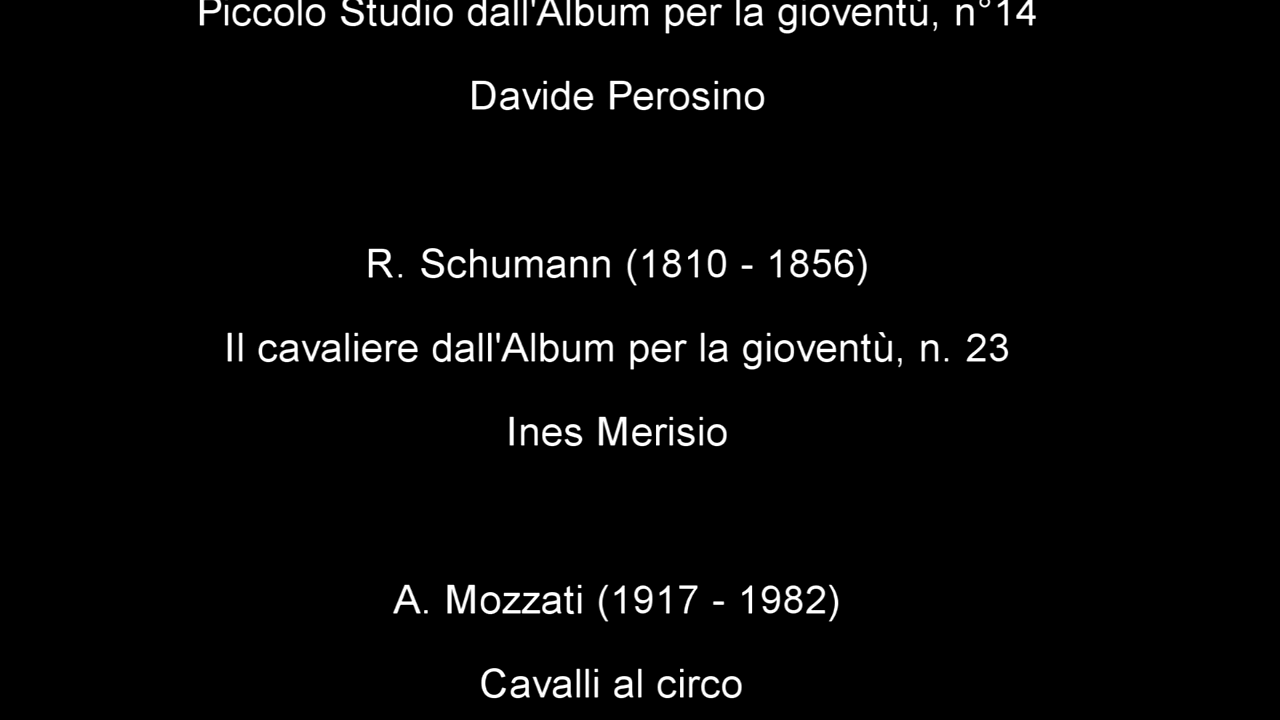 Piccolo Studio dall'Album per la gioventù, n°14
Davide Perosino
R. Schumann (1810 - 1856)
Il cavaliere dall'Album per la gioventù, n. 23
Ines Merisio
A. Mozzati (1917 - 1982)
Cavalli al circo